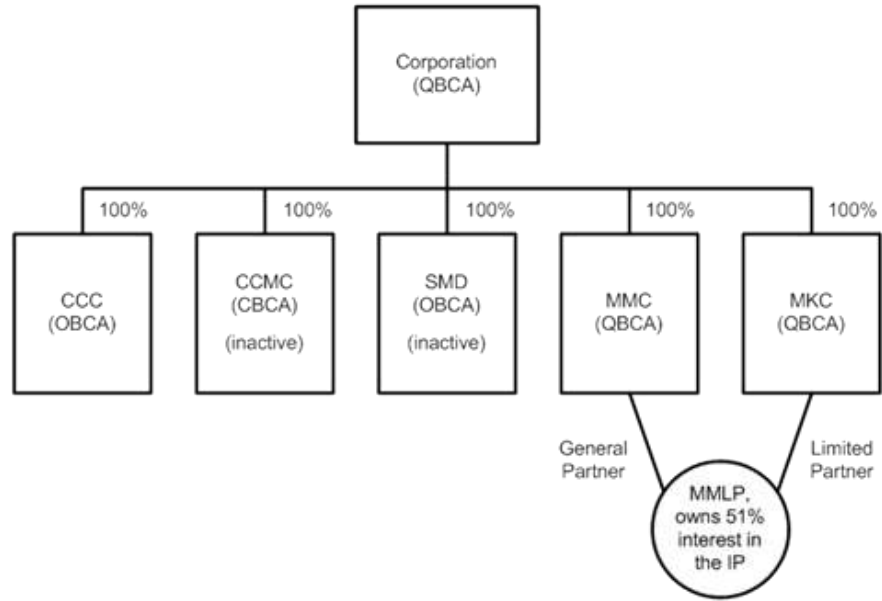 Corporation
(QBCA)
100%
100%
100%
100%
100%
CCC
(OBCA)
CCMC
(CBCA)
(inactive)
SMD
(OBCA)
(inactive)
MMC
(QBCA)
MKC
(QBCA)
General
Partner
Limited
Partner
MMLP,
owns 51%
interest in
the IP